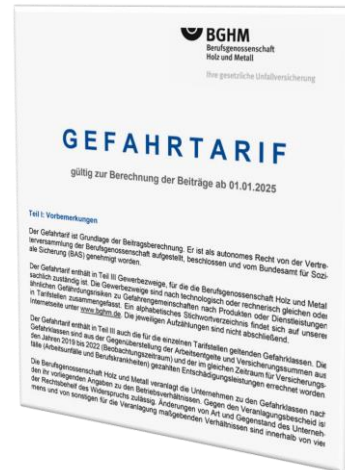 BGHM
Berufsgenossenschaft
Holz und Metall
Ihre gesetzliche Unfallversicherung
GEFAHRTARIF
gültig zur Berechnung der Beiträge ab 01.01.2025
Teil I: Vorbemerkungen
Der Gefahrtarif ist Grundlage der Beitragsberechnung. Er ist als autonomes Recht von der Vertre-
terversammlung der Berufsgenossenschaft aufgestellt, beschlossen und vom Bundesamt für Sozi-
ale Sicherung (BAS) genehmigt worden.
Der Gefahrtarif enthält in Teil III Gewerbezweige, für die die Berufsgenossenschaft Holz und Metall
sachlich zuständig ist. Die Gewerbezweige sind nach technologisch oder rechnerisch gleichen oder
ähnlichen Gefährdungsrisiken zu Gefahrengemeinschaften nach Produkten oder Dienstleistungen
in Tarifstellen zusammengefasst. Ein alphabetisches Stichwortverzeichnis findet sich auf unserer
Internetseite unter www.bghm.de. Die jeweiligen Aufzählungen sind nicht abschließend.
Der Gefahrtarif enthält in Teil III auch die für die einzelnen Tarifstellen geltenden Gefahrklassen. Die
Gefahrklassen sind aus der Gegenüberstellung der Arbeitsentgelte und Versicherungssummen aus
den Jahren 2019 bis 2022 (Beobachtungszeitraum) und der im gleichen Zeitraum für Versicherungs-
fälle (Arbeitsunfälle und Berufskrankheiten) gezahlten Entschädigungsleistungen errechnet worden.
Die Berufsgenossenschaft Holz und Metall veranlagt die Unternehmen zu den Gefahrklassen nach
den ihr vorliegenden Angaben zu den Betriebsverhältnissen. Gegen den Veranlagungsbescheid ist
der Rechtsbehelf des Widerspruchs zulässig. Änderungen von Art und Gegenstand des Unterneh-
mens und von sonstigen für die Veranlagung maßgebenden Verhältnissen sind innerhalb von vier